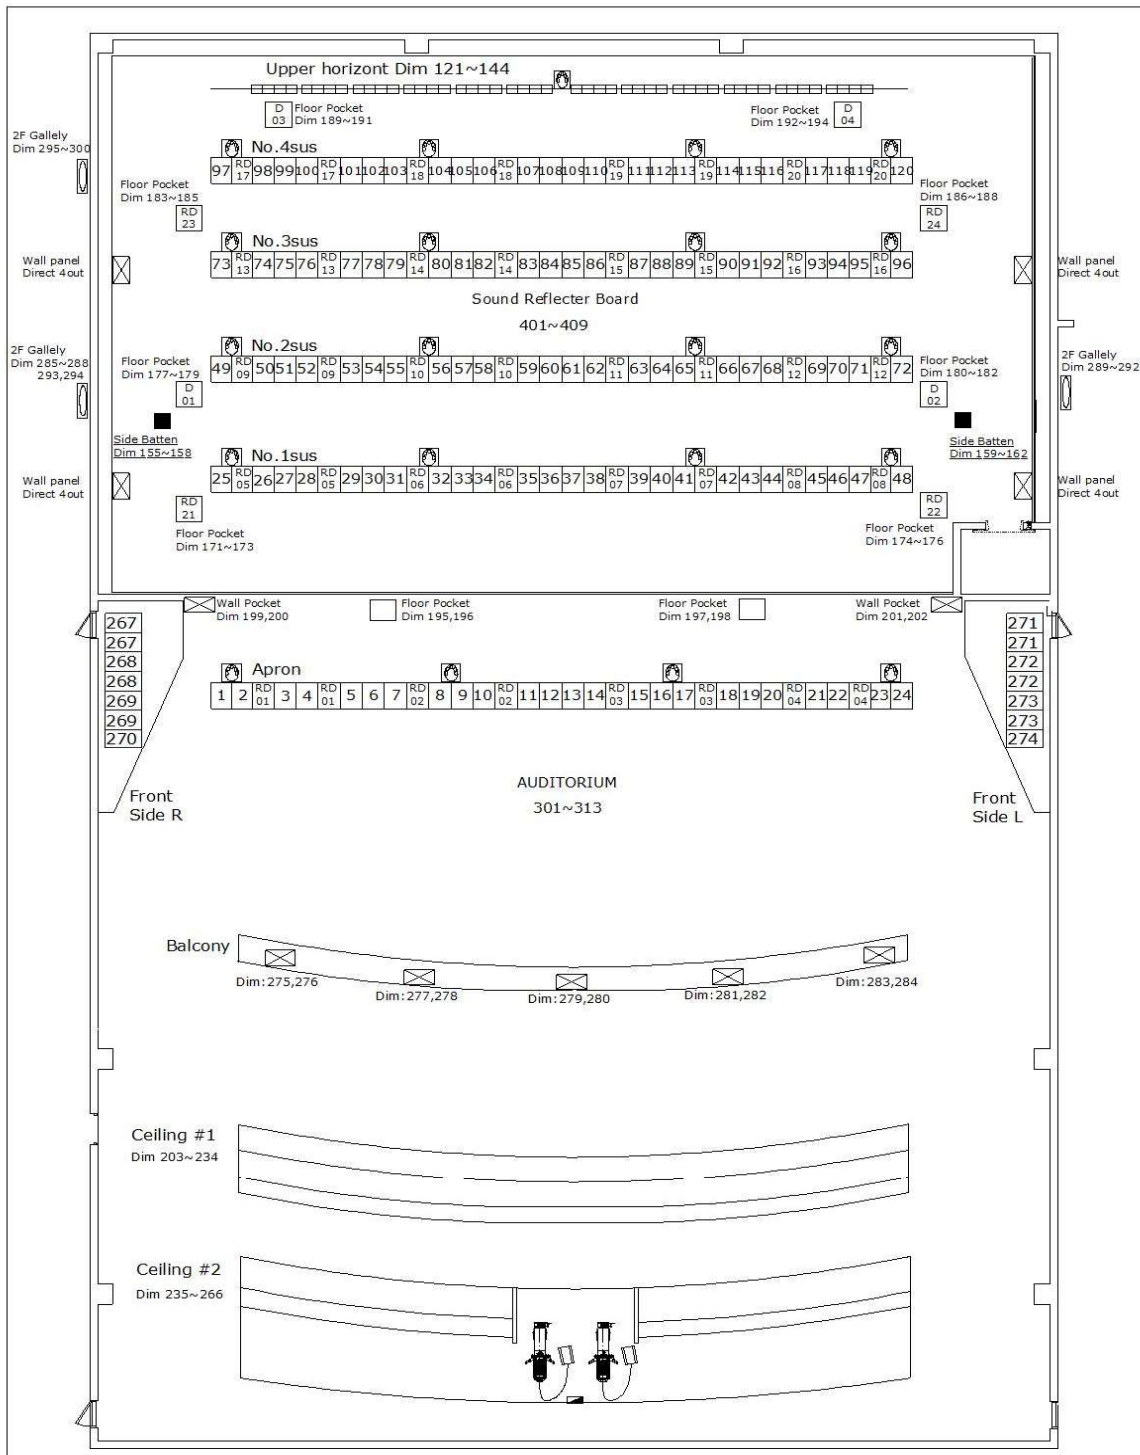 Upper horizont Dim 121~144
D
03
Floor Pocket
Dim 189~191
Floor Pocket
Dim 192~194
D
04
2F Gallely
Dim 295~300
No.4sus
97 RD 17 98 99 100 RD 17 101 102 103 RD 18 104 105 106 RD 18 107 108 109 110 RD 19 111 112 113 RD 19 114 115 116 RD 20 117 118 119 RD 20 120
Floor Pocket
Dim 183~185
RD
23
Floor Pocket
Dim 186~188
RD
24
No.3sus
73 RD 13 74 75 76 RD 13 77 78 79 RD 14 80 81 82 RD 14 83 84 85 86 RD 15 87 88 89 RD 15 90 91 92 RD 16 93 94 95 RD 16 96
Wall panel
Direct 4out
Wall panel
Direct 4out
Sound Reflecter Board
401~409
2F Gallely
Dim 285~288
293,294
No.2sus
49 RD 09 50 51 52 RD 09 53 54 55 RD 10 56 57 58 RD 10 59 60 61 62 RD 11 63 64 65 RD 11 66 67 68 RD 12 69 70 71 RD 12 72
Floor Pocket
Dim 177~179
D
01
Floor Pocket
Dim 180~182
D
02
2F Gallely
Dim 289~292
Side Batten
Dim 155~158
Side Batten
Dim 159~162
No.1sus
25 RD 05 26 27 28 RD 05 29 30 31 RD 06 32 33 34 RD 06 35 36 37 38 RD 07 39 40 41 RD 07 42 43 44 RD 08 45 46 47 RD 08 48
Wall panel
Direct 4out
Wall panel
Direct 4out
RD
21
Floor Pocket
Dim 171~173
RD
22
Floor Pocket
Dim 174~176
Wall Pocket
Dim 199,200
Floor Pocket
Dim 195,196
Floor Pocket
Dim 197,198
Wall Pocket
Dim 201,202
267
267
268
268
269
269
270
271
271
272
272
273
273
274
Apron
1 2 RD 01 3 4 RD 01 5 6 7 RD 02 8 9 10 RD 02 11 12 13 14 RD 03 15 16 17 RD 03 18 19 20 RD 04 21 22 RD 04 23 24
AUDITORIUM
301~313
Front
Side R
Front
Side L
Balcony
Dim:275,276
Dim:277,278
Dim:279,280
Dim:281,282
Dim:283,284
Ceiling #1
Dim 203~234
Ceiling #2
Dim 235~266